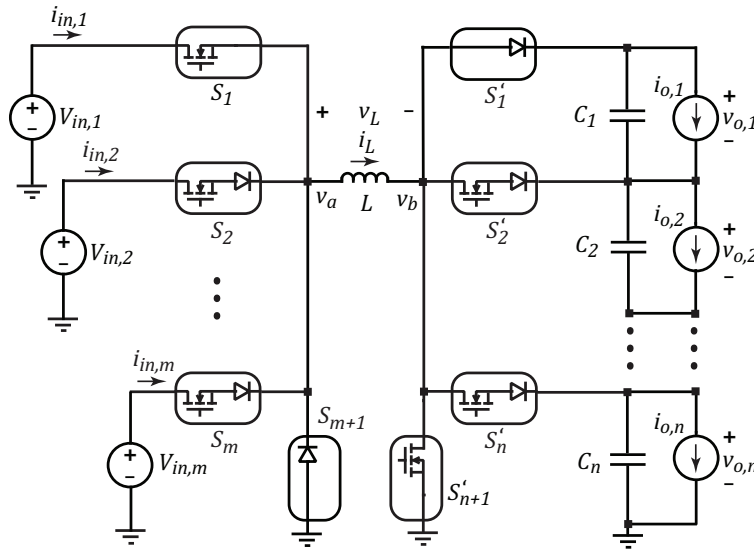 i_in,1
S_1
V_in,1
+
−
i_in,2
S_2
V_in,2
+
−
i_in,m
S_m
V_in,m
+
−
S_m+1
+ v_L −
i_L
v_a L v_b
S‘_1
S‘_2
S‘_n
S‘_n+1
C_1
i_o,1
+
v_o,1
−
C_2
i_o,2
+
v_o,2
−
C_n
i_o,n
+
v_o,n
−